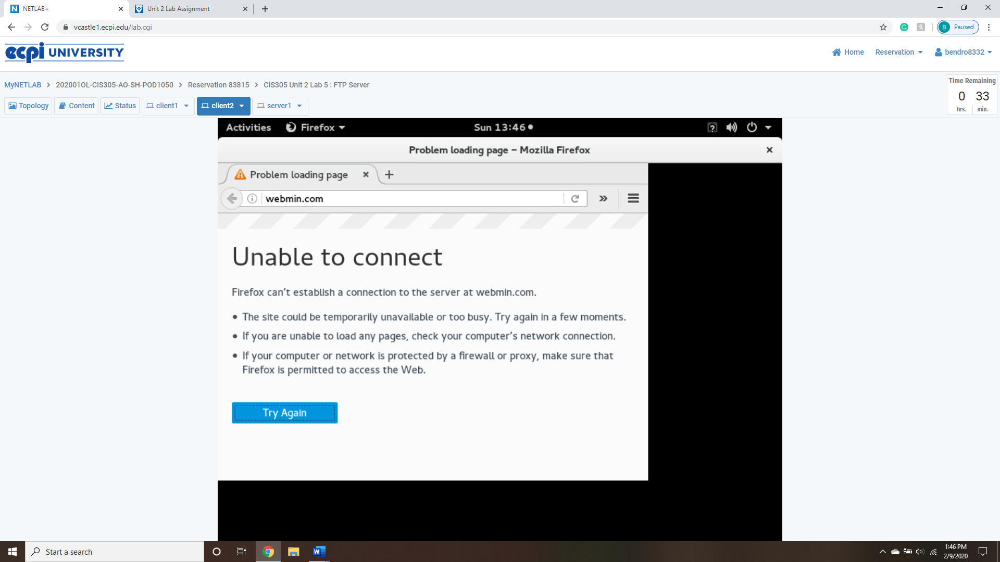 NETLAB+
Unit 2 Lab Assignment
vcastle1.ecpi.edu/lab.cgi
B Paused
ecpi UNIVERSITY
Home Reservation bendro8332
MyNETLAB > 202001OL-CIS305-AO-SH-POD1050 > Reservation 83815 > CIS305 Unit 2 Lab 5 : FTP Server
Time Remaining
0 33
hrs. min.
Topology Content Status client1 client2 server1
Activities Firefox Sun 13:46
Problem loading page – Mozilla Firefox
Problem loading page
webmin.com
Unable to connect
Firefox can’t establish a connection to the server at webmin.com.
The site could be temporarily unavailable or too busy. Try again in a few moments.
If you are unable to load any pages, check your computer’s network connection.
If your computer or network is protected by a firewall or proxy, make sure that
Firefox is permitted to access the Web.
Try Again
Start a search
1:46 PM
2/9/2020